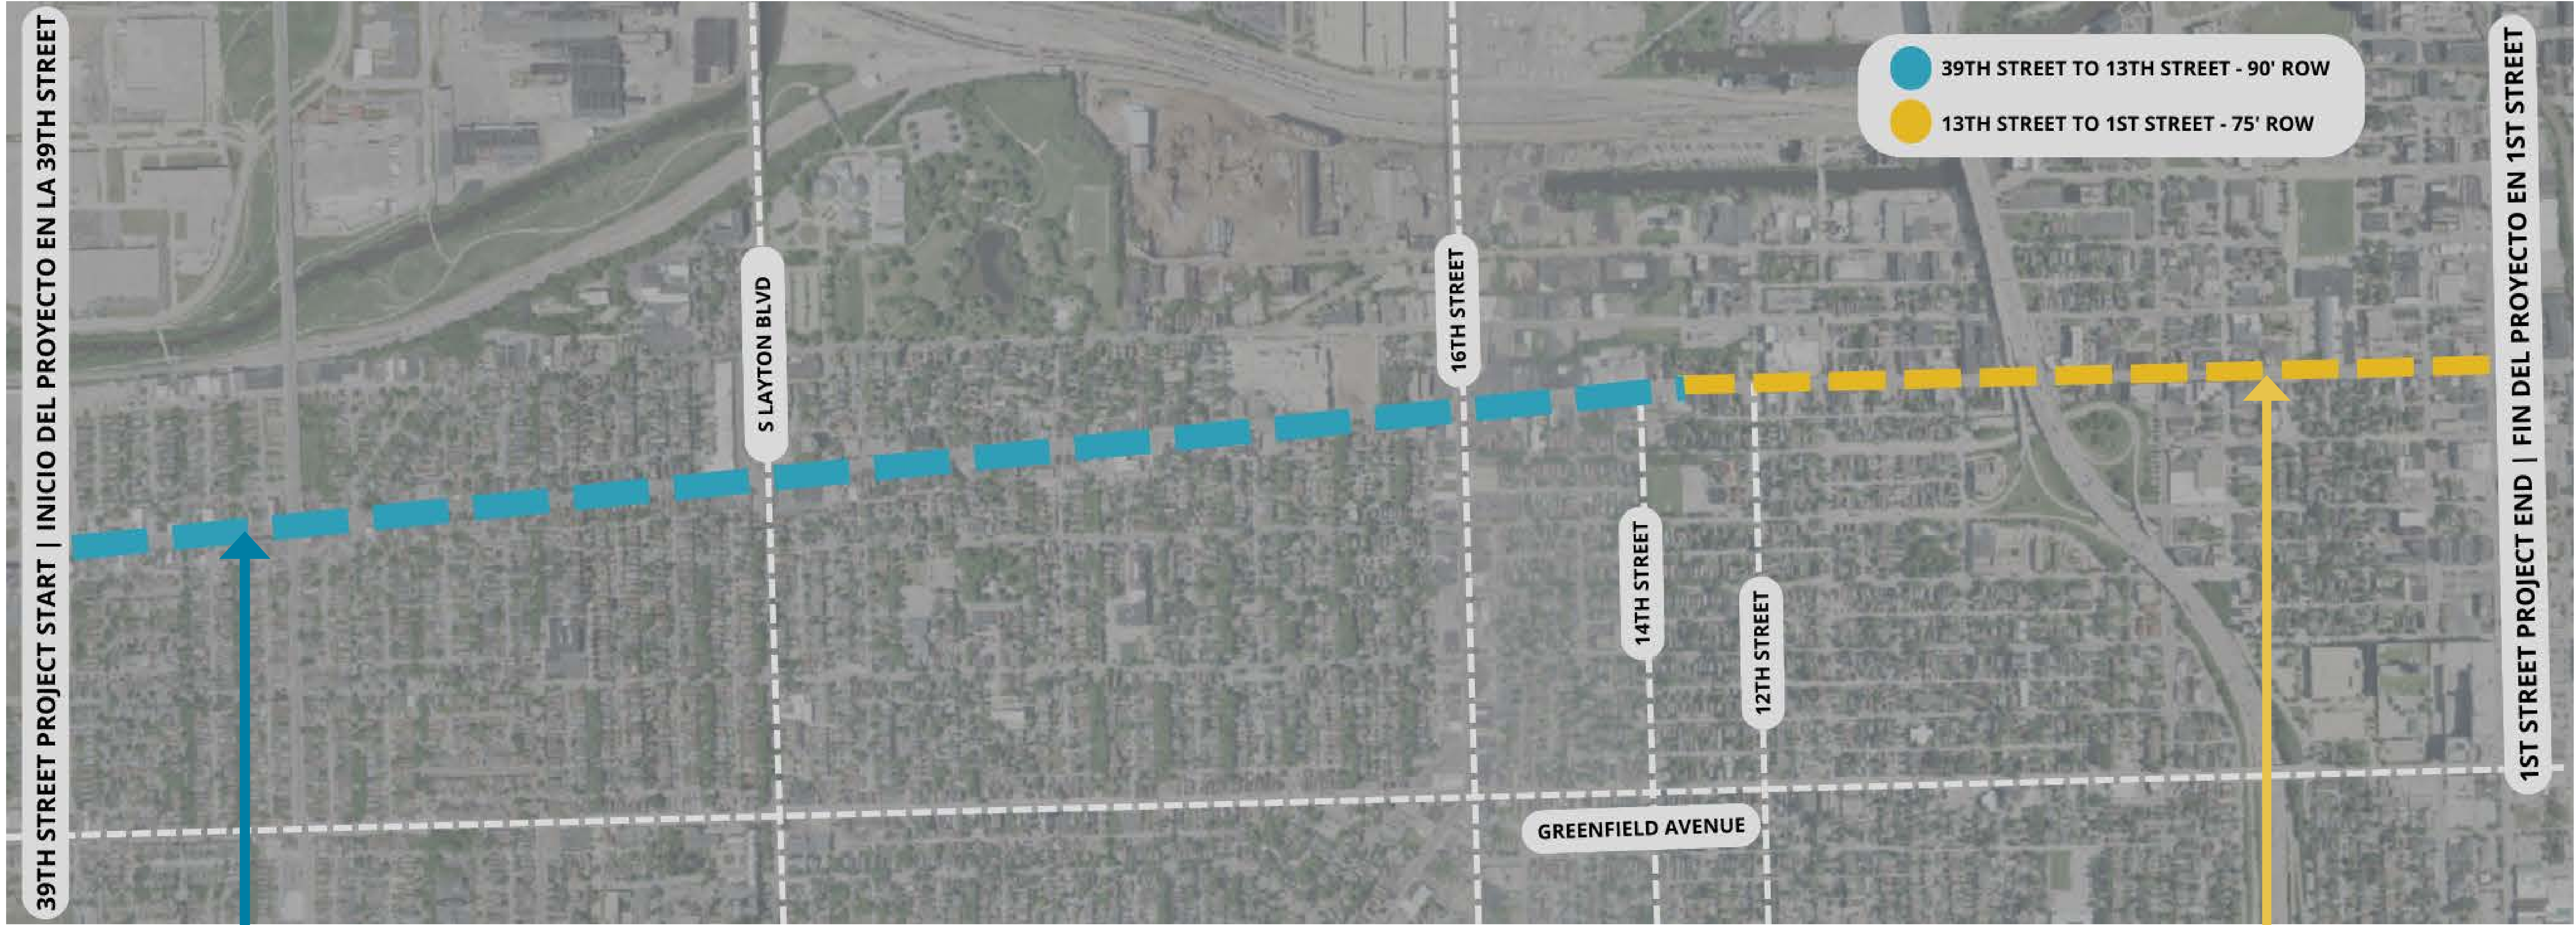 39TH STREET PROJECT START | INICIO DEL PROYECTO EN LA 39TH STREET
S LAYTON BLVD
16TH STREET
14TH STREET
12TH STREET
GREENFIELD AVENUE
39TH STREET TO 13TH STREET - 90' ROW
13TH STREET TO 1ST STREET - 75' ROW
1ST STREET PROJECT END | FIN DEL PROYECTO EN 1ST STREET